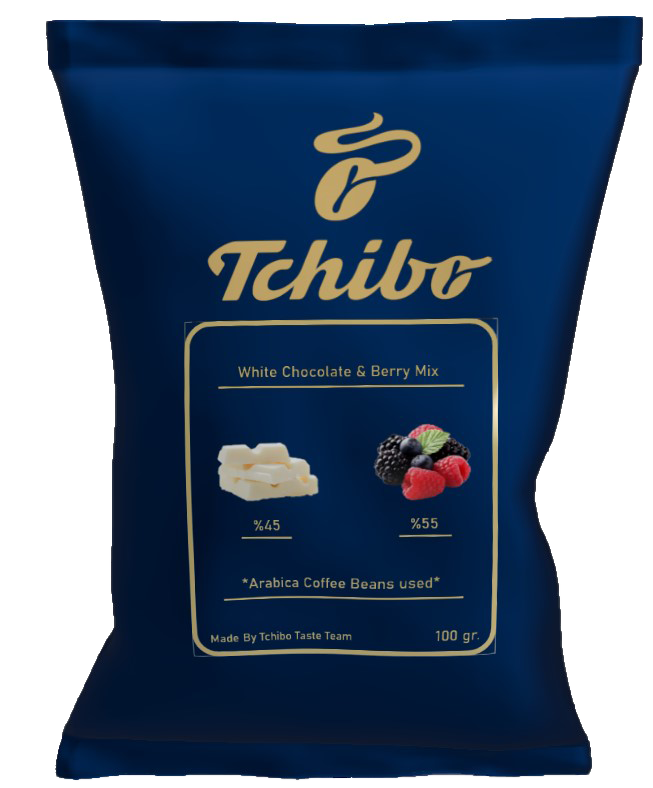 Tchibo
White Chocolate & Berry Mix
%45
%55
*Arabica Coffee Beans used*
Made By Tchibo Taste Team
100 gr.